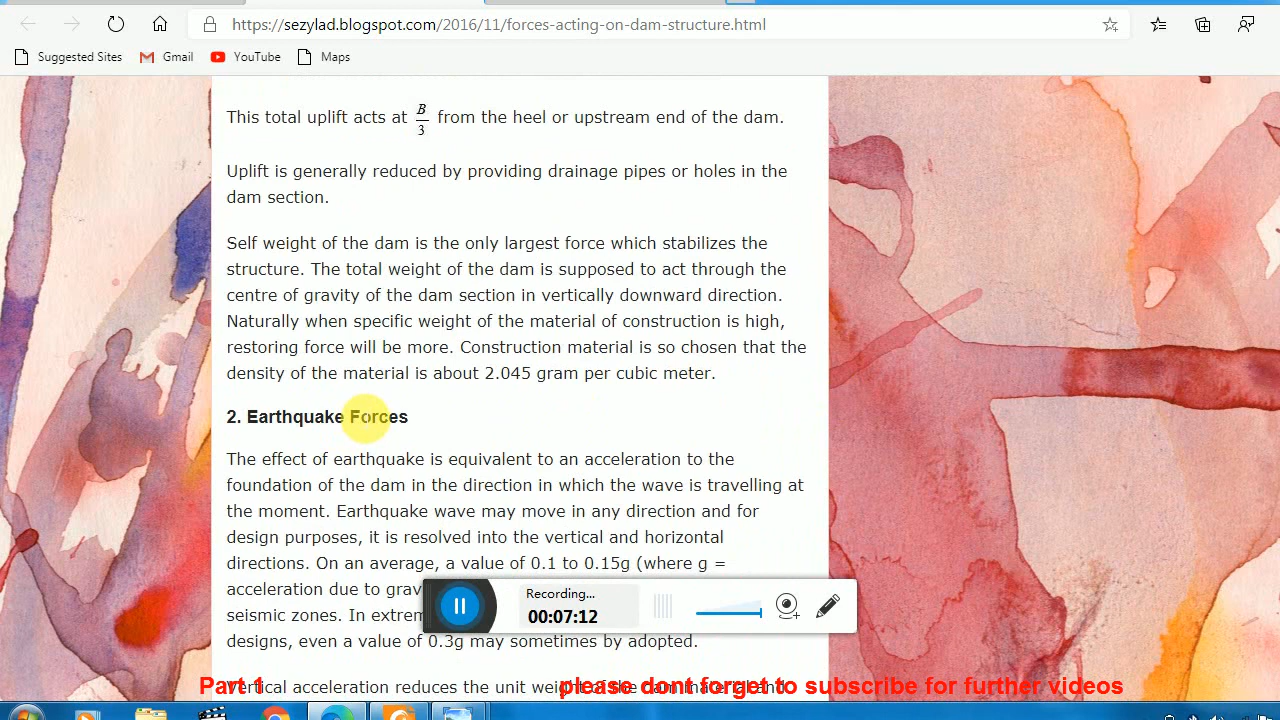 https://sezylad.blogspot.com/2016/11/forces-acting-on-dam-structure.html
Suggested Sites Gmail YouTube Maps
This total uplift acts at B/3 from the heel or upstream end of the dam.
Uplift is generally reduced by providing drainage pipes or holes in the
dam section.
Self weight of the dam is the only largest force which stabilizes the
structure. The total weight of the dam is supposed to act through the
centre of gravity of the dam section in vertically downward direction.
Naturally when specific weight of the material of construction is high,
restoring force will be more. Construction material is so chosen that the
density of the material is about 2.045 gram per cubic meter.
2. Earthquake Forces
The effect of earthquake is equivalent to an acceleration to the
foundation of the dam in the direction in which the wave is travelling at
the moment. Earthquake wave may move in any direction and for
design purposes, it is resolved into the vertical and horizontal
directions. On an average, a value of 0.1 to 0.15g (where g =
acceleration due to grav
seismic zones. In extrem
designs, even a value of 0.3g may sometimes by adopted.
Recording...
00:07:12
Vertical acceleration reduces the unit weight of the dam material and
Part 1 please dont forget to subscribe for further videos